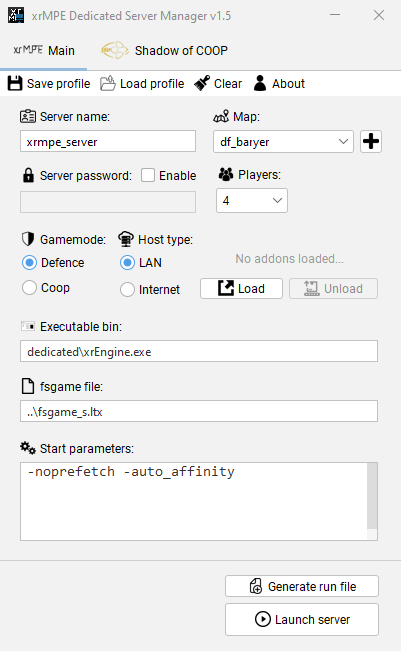 xrMPE Dedicated Server Manager v1.5
xrMPE Main
Shadow of COOP
Save profile
Load profile
Clear
About
Server name:
Map:
xrmpe_server
df_baryer
Server password:
Enable
Players:
4
Gamemode:
Host type:
Defence
LAN
No addons loaded...
Coop
Internet
Load
Unload
Executable bin:
dedicated\xrEngine.exe
fsgame file:
..\fsgame_s.ltx
Start parameters:
-noprefetch -auto_affinity
Generate run file
Launch server